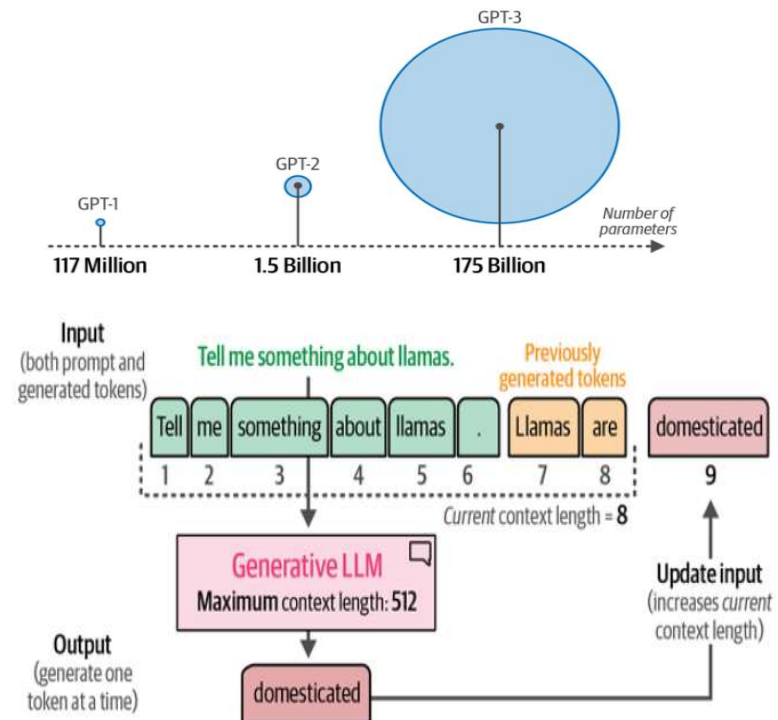 GPT-3
GPT-2
GPT-1
Number of
parameters
117 Million
1.5 Billion
175 Billion
Input
(both prompt and
generated tokens)
Tell me something about llamas.
Previously
generated tokens
Tell me something about llamas . Llamas are domesticated
1 2 3 4 5 6 7 8 9
Current context length = 8
Generative LLM
Maximum context length: 512
Update input
(increases current
context length)
Output
(generate one
token at a time)
domesticated